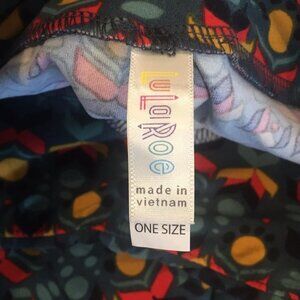 LuLaRoe
made in
vietnam
ONE SIZE